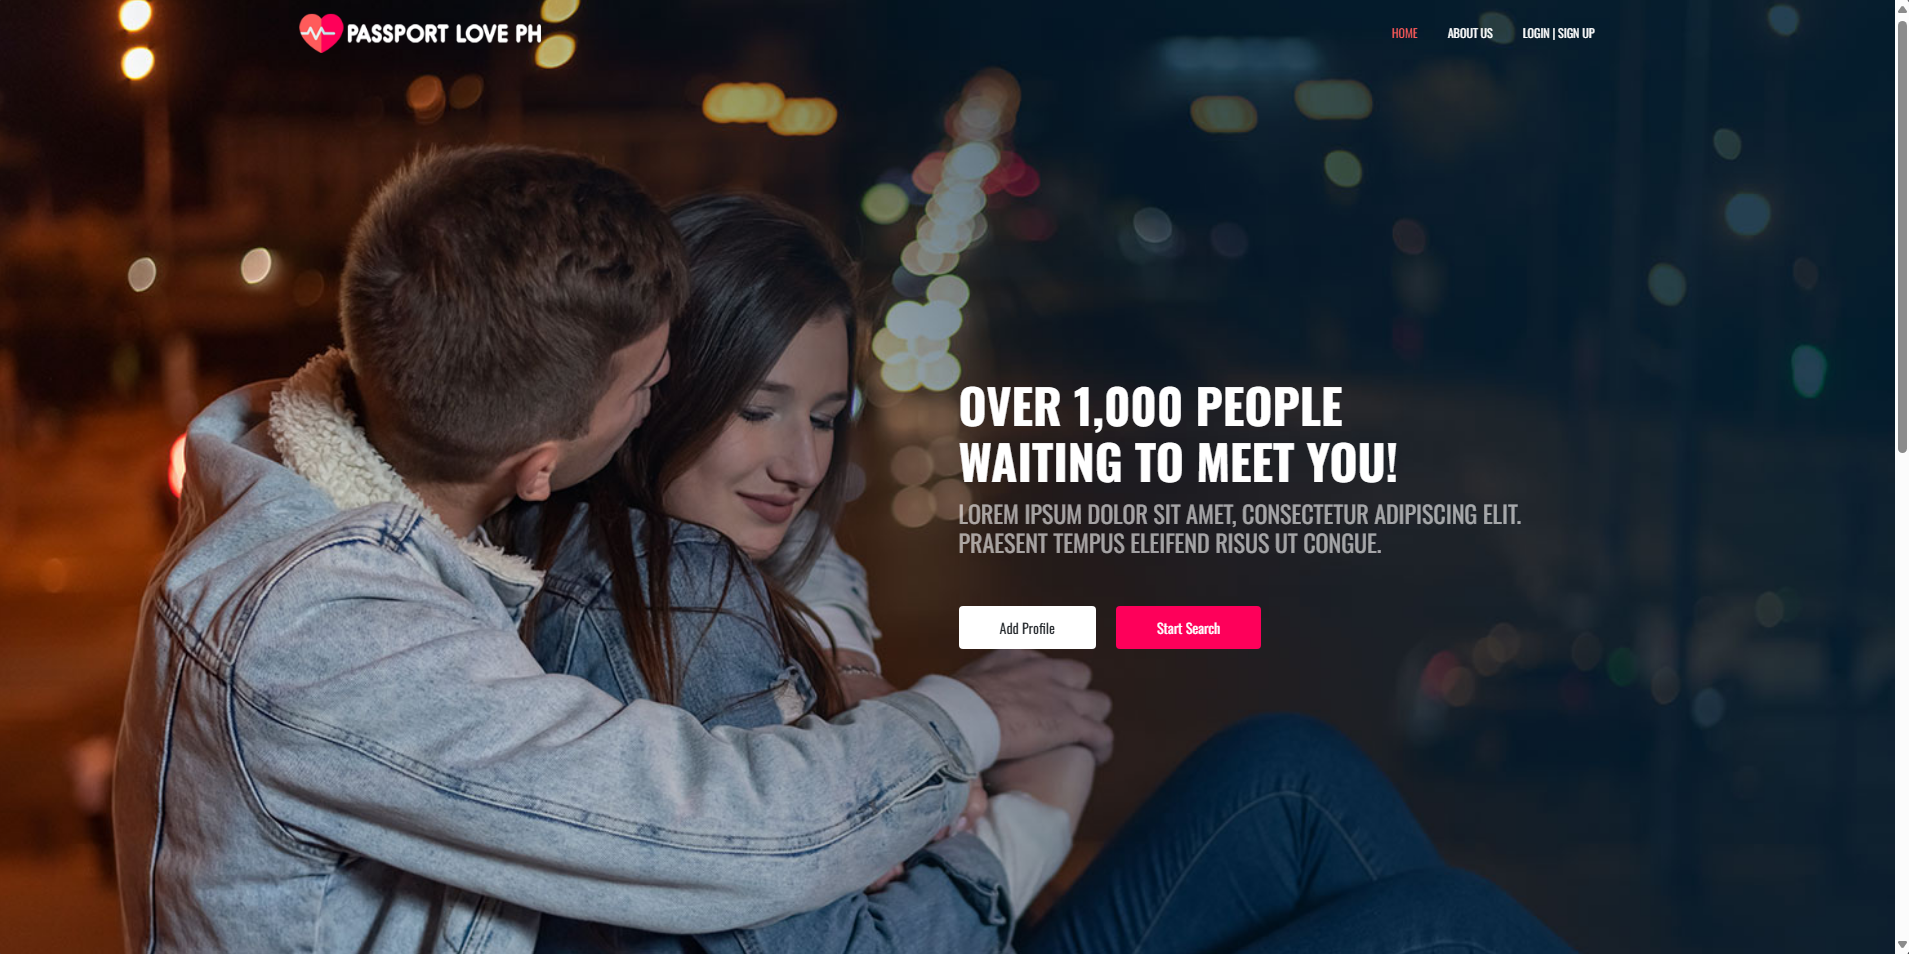 PASSPORT LOVE PH
HOME
ABOUT US
LOGIN | SIGN UP
OVER 1,000 PEOPLE
WAITING TO MEET YOU!
LOREM IPSUM DOLOR SIT AMET, CONSECTETUR ADIPISCING ELIT.
PRAESENT TEMPUS ELEIFEND RISUS UT CONGUE.
Add Profile
Start Search